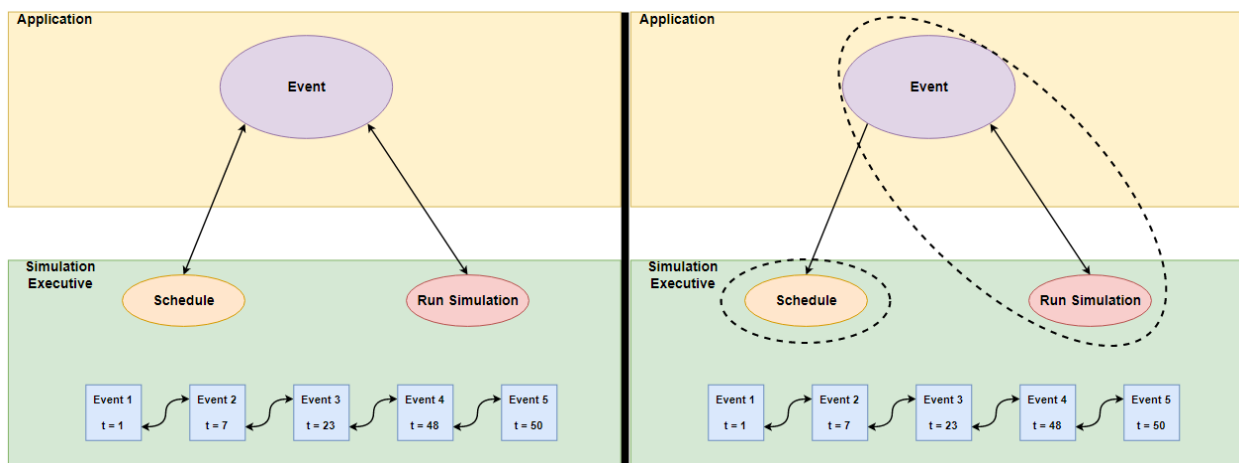 Application
Event
Simulation
Executive
Schedule
Run Simulation
Event 1
t = 1
Event 2
t = 7
Event 3
t = 23
Event 4
t = 48
Event 5
t = 50
Application
Event
Simulation
Executive
Schedule
Run Simulation
Event 1
t = 1
Event 2
t = 7
Event 3
t = 23
Event 4
t = 48
Event 5
t = 50